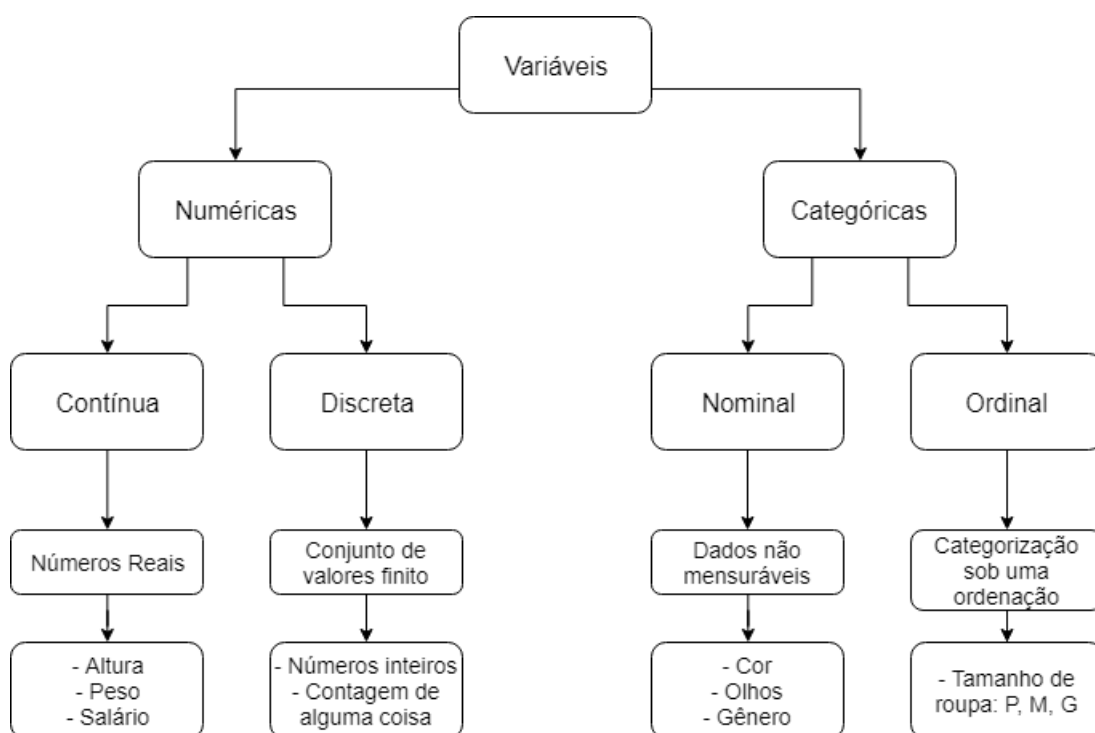 Variáveis
Numéricas
Categóricas
Contínua
Discreta
Nominal
Ordinal
Números Reais
Conjunto de
valores finito
Dados não
mensuráveis
Categorização
sob uma
ordenação
- Altura
- Peso
- Salário
- Números inteiros
- Contagem de
alguma coisa
- Cor
- Olhos
- Gênero
- Tamanho de
roupa: P, M, G